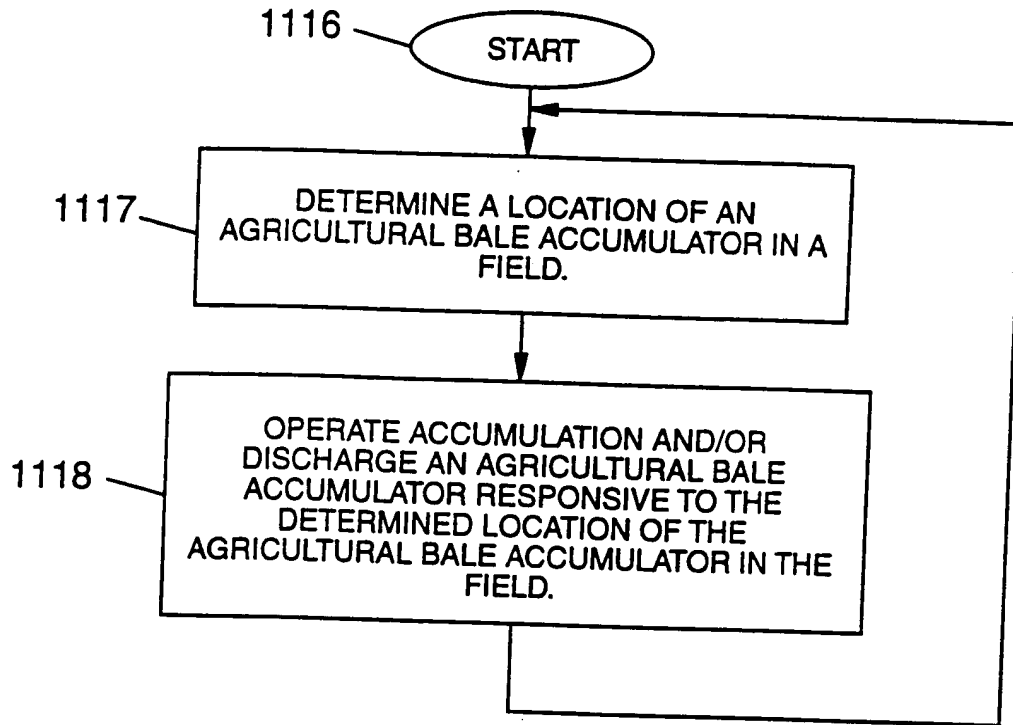 1116
START
1117
DETERMINE A LOCATION OF AN
AGRICULTURAL BALE ACCUMULATOR IN A
FIELD.
1118
OPERATE ACCUMULATION AND/OR
DISCHARGE AN AGRICULTURAL BALE
ACCUMULATOR RESPONSIVE TO THE
DETERMINED LOCATION OF THE
AGRICULTURAL BALE ACCUMULATOR IN THE
FIELD.